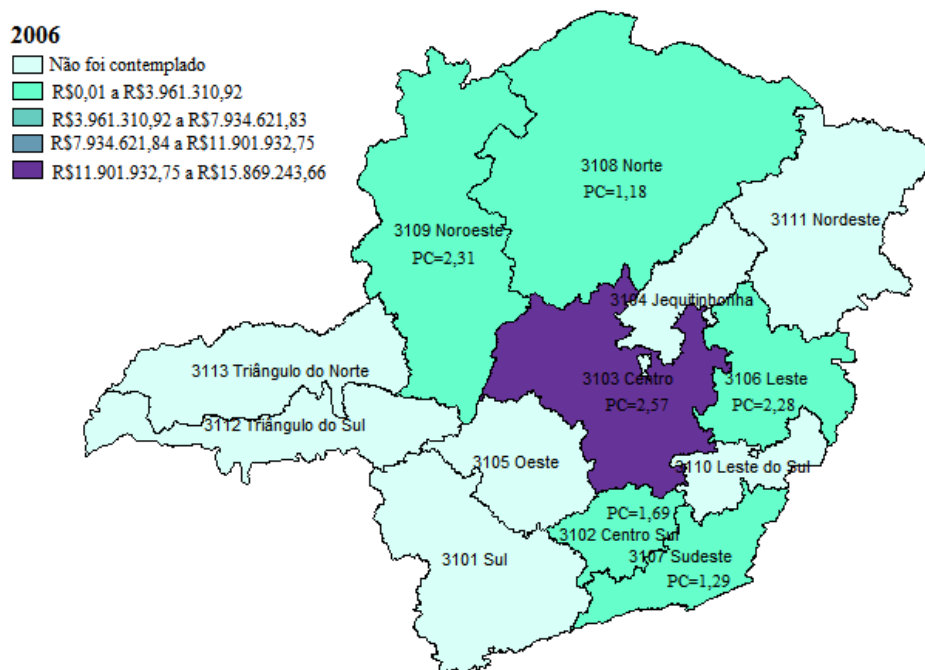 2006
Não foi contemplado
R$0,01 a R$3.961.310,92
R$3.961.310,92 a R$7.934.621,83
R$7.934.621,84 a R$11.901.932,75
R$11.901.932,75 a R$15.869.243,66
3108 Norte
PC=1,18
3111 Nordeste
3109 Noroeste
PC=2,31
3104 Jequitinhonha
3113 Triângulo do Norte
3103 Centro
PC=2,57
3106 Leste
PC=2,28
3112 Triângulo do Sul
3105 Oeste
3110 Leste do Sul
PC=1,69
3102 Centro Sul
3101 Sul
3107 Sudeste
PC=1,29